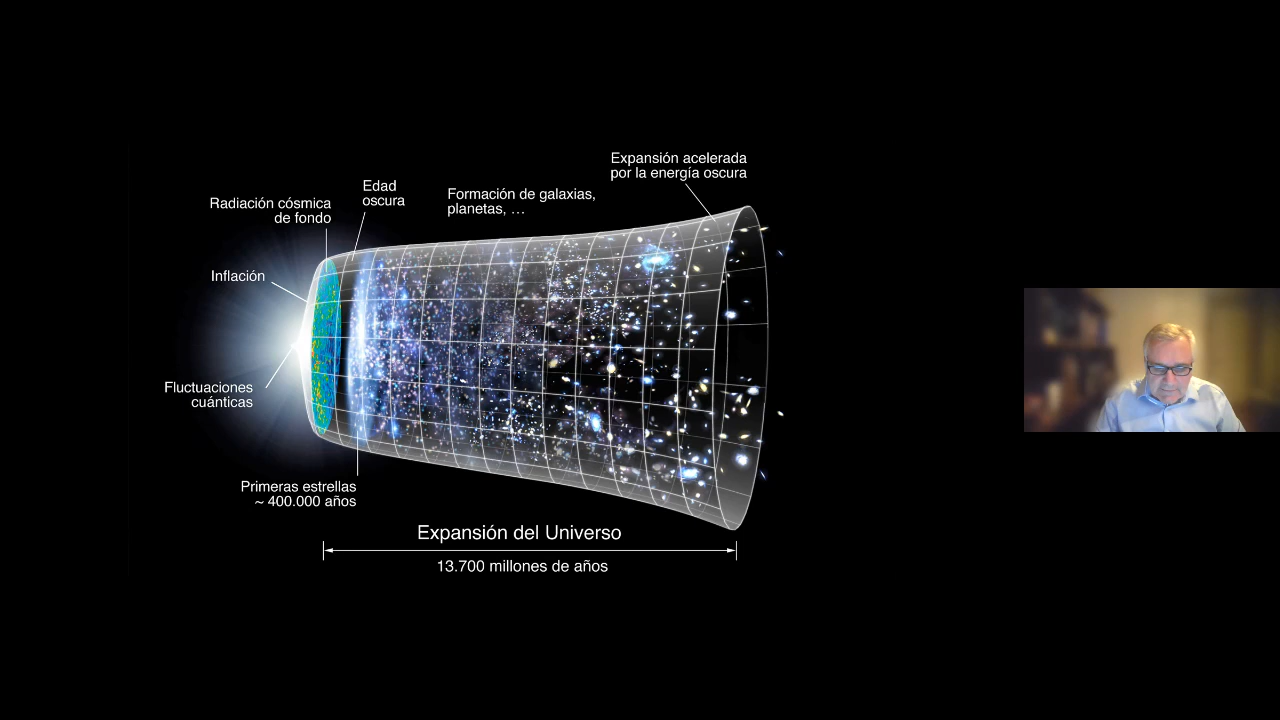 Expansión acelerada
por la energía oscura
Edad
oscura
Formación de galaxias,
planetas, ...
Radiación cósmica
de fondo
Inflación
Fluctuaciones
cuánticas
Primeras estrellas
~ 400.000 años
Expansión del Universo
13.700 millones de años